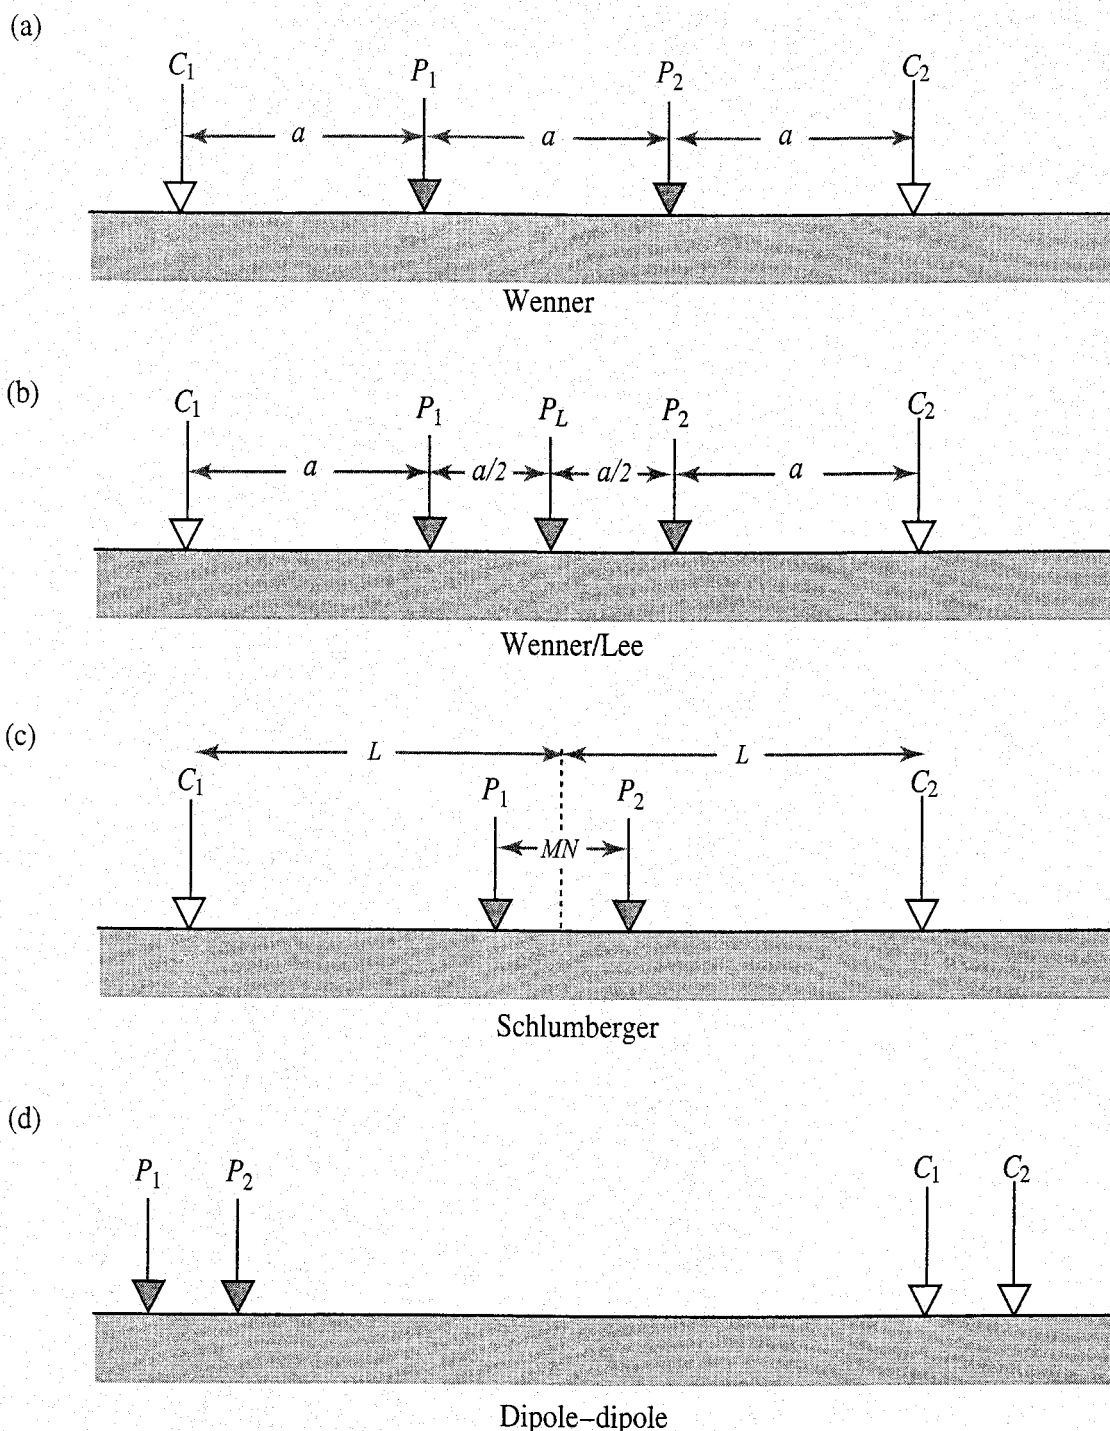 (a)
C1 P1 P2 C2
a a a
Wenner
(b)
C1 P1 PL P2 C2
a a/2 a/2 a
Wenner/Lee
(c)
L L
C1 P1 P2 C2
MN
Schlumberger
(d)
P1 P2 C1 C2
Dipole–dipole